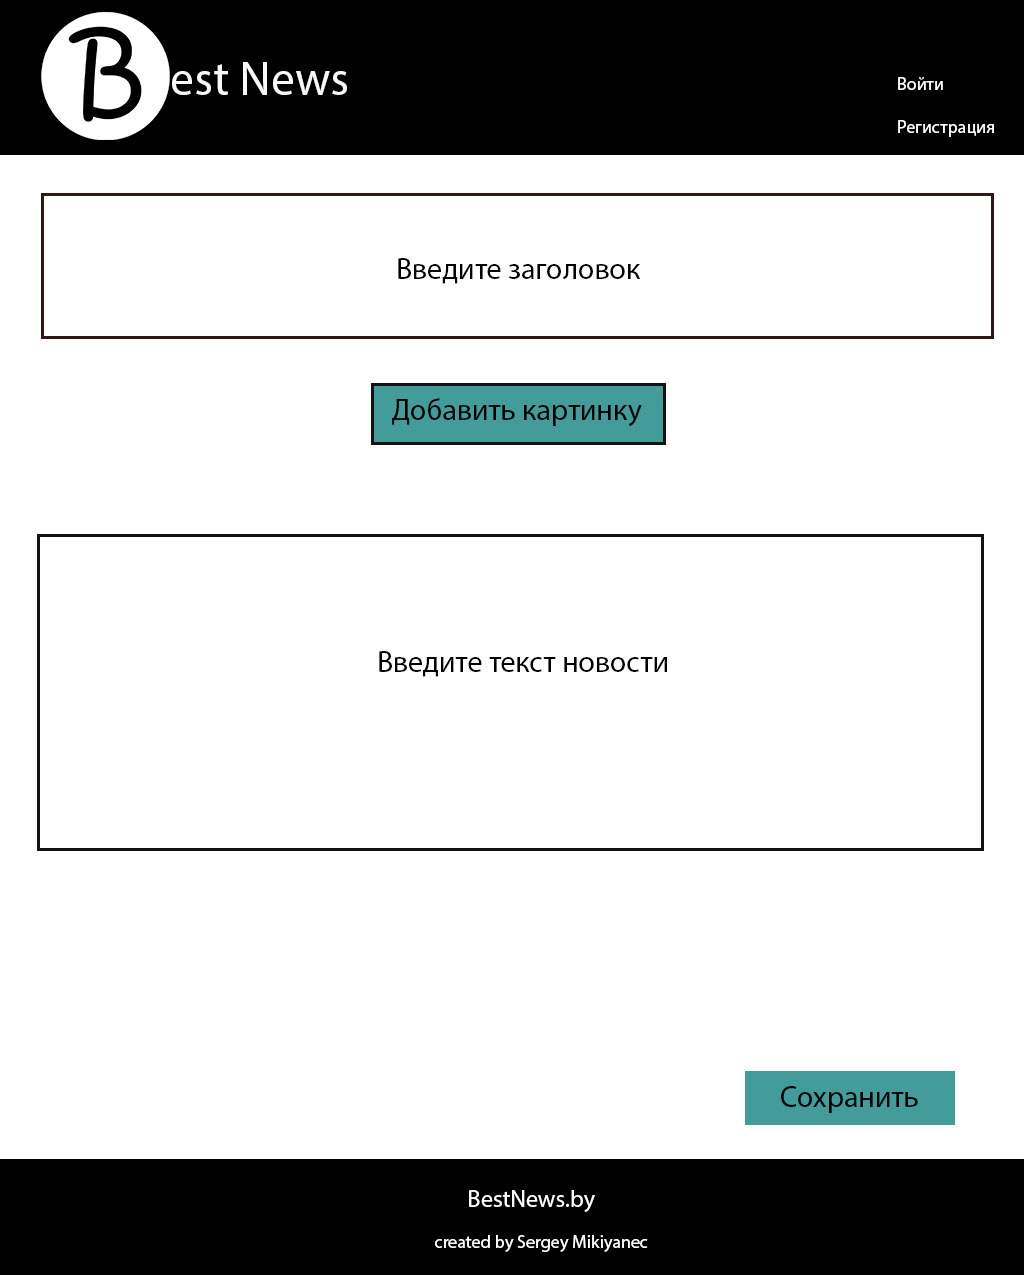 Best News
Войти
Регистрация
Введите заголовок
Добавить картинку
Введите текст новости
Сохранить
BestNews.by
created by Sergey Mikiyanec